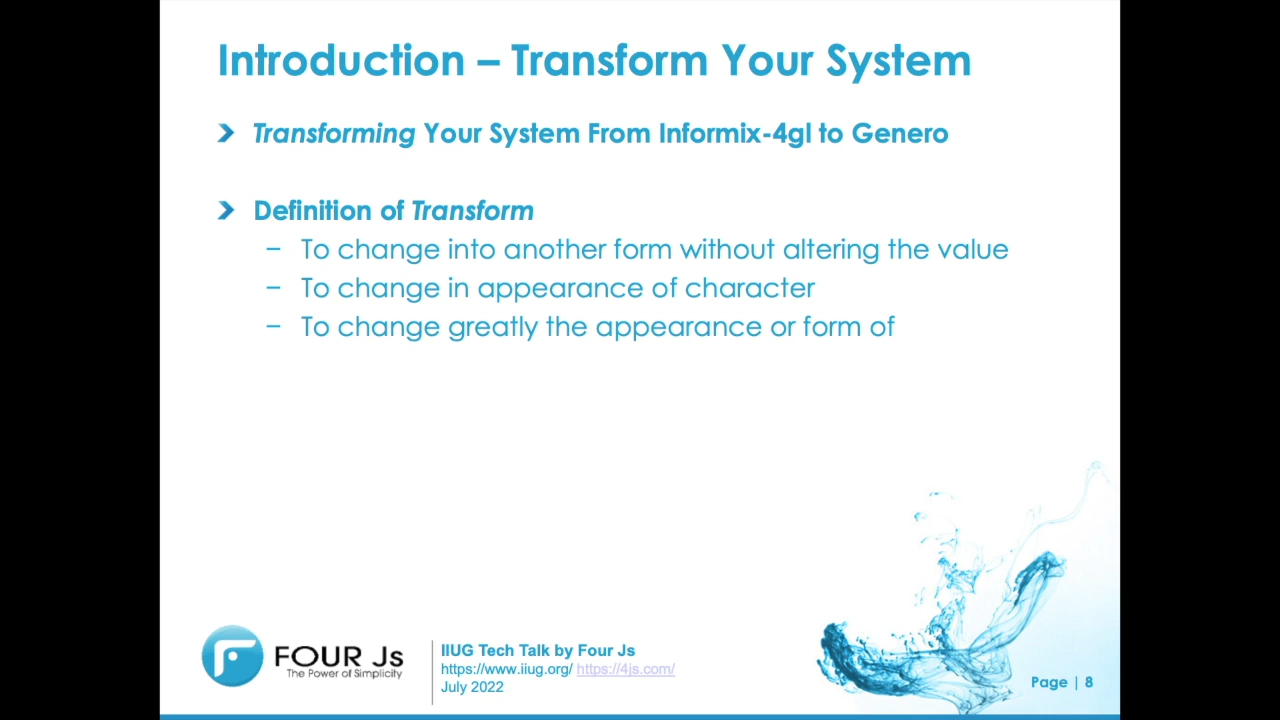 Introduction – Transform Your System
Transforming Your System From Informix-4gl to Genero
Definition of Transform
– To change into another form without altering the value
– To change in appearance of character
– To change greatly the appearance or form of
FOUR Js
The Power of Simplicity
IIUG Tech Talk by Four Js
https://www.iiug.org/ https://4js.com/
July 2022
Page | 8